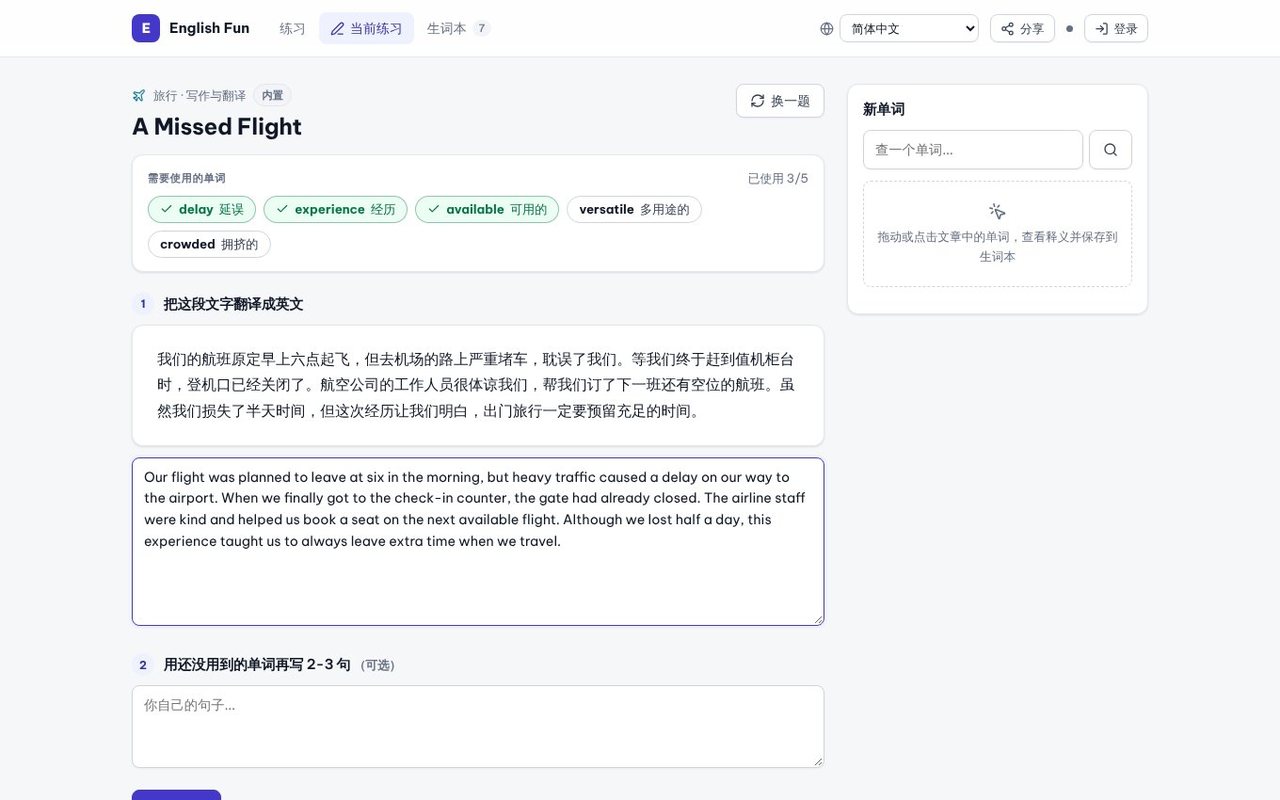 E English Fun 练习 当前练习 生词本 7 简体中文 分享 登录
旅行 · 写作与翻译 内置
换一题
A Missed Flight
需要使用的单词 已使用 3/5
delay 延误 experience 经历 available 可用的 versatile 多用途的
crowded 拥挤的
1 把这段文字翻译成英文
我们的航班原定早上六点起飞，但去机场的路上严重堵车，耽误了我们。等我们终于赶到值机柜台
时，登机口已经关闭了。航空公司的工作人员很体谅我们，帮我们订了下一班还有空位的航班。虽
然我们损失了半天时间，但这次经历让我们明白，出门旅行一定要预留充足的时间。
Our flight was planned to leave at six in the morning, but heavy traffic caused a delay on our way to
the airport. When we finally got to the check-in counter, the gate had already closed. The airline staff
were kind and helped us book a seat on the next available flight. Although we lost half a day, this
experience taught us to always leave extra time when we travel.
2 用还没用到的单词再写 2-3 句 （可选）
你自己的句子...
新单词
查一个单词...
拖动或点击文章中的单词，查看释义并保存到
生词本